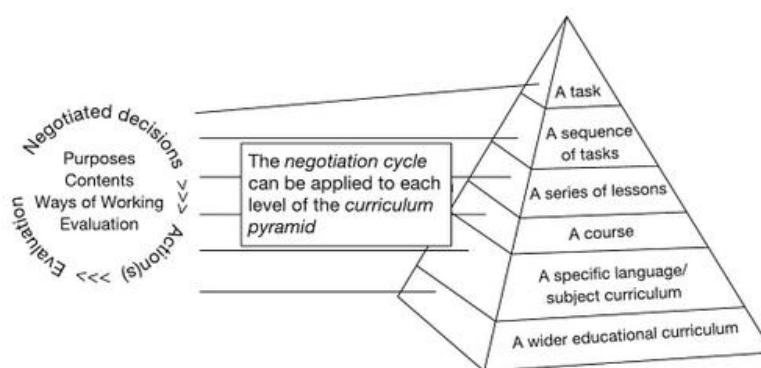 Negotiated decisions >>> Action(s) >>> Evaluation
Purposes
Contents
Ways of Working
Evaluation
The negotiation cycle
can be applied to each
level of the curriculum
pyramid
A task
A sequence
of tasks
A series of lessons
A course
A specific language/
subject curriculum
A wider educational curriculum